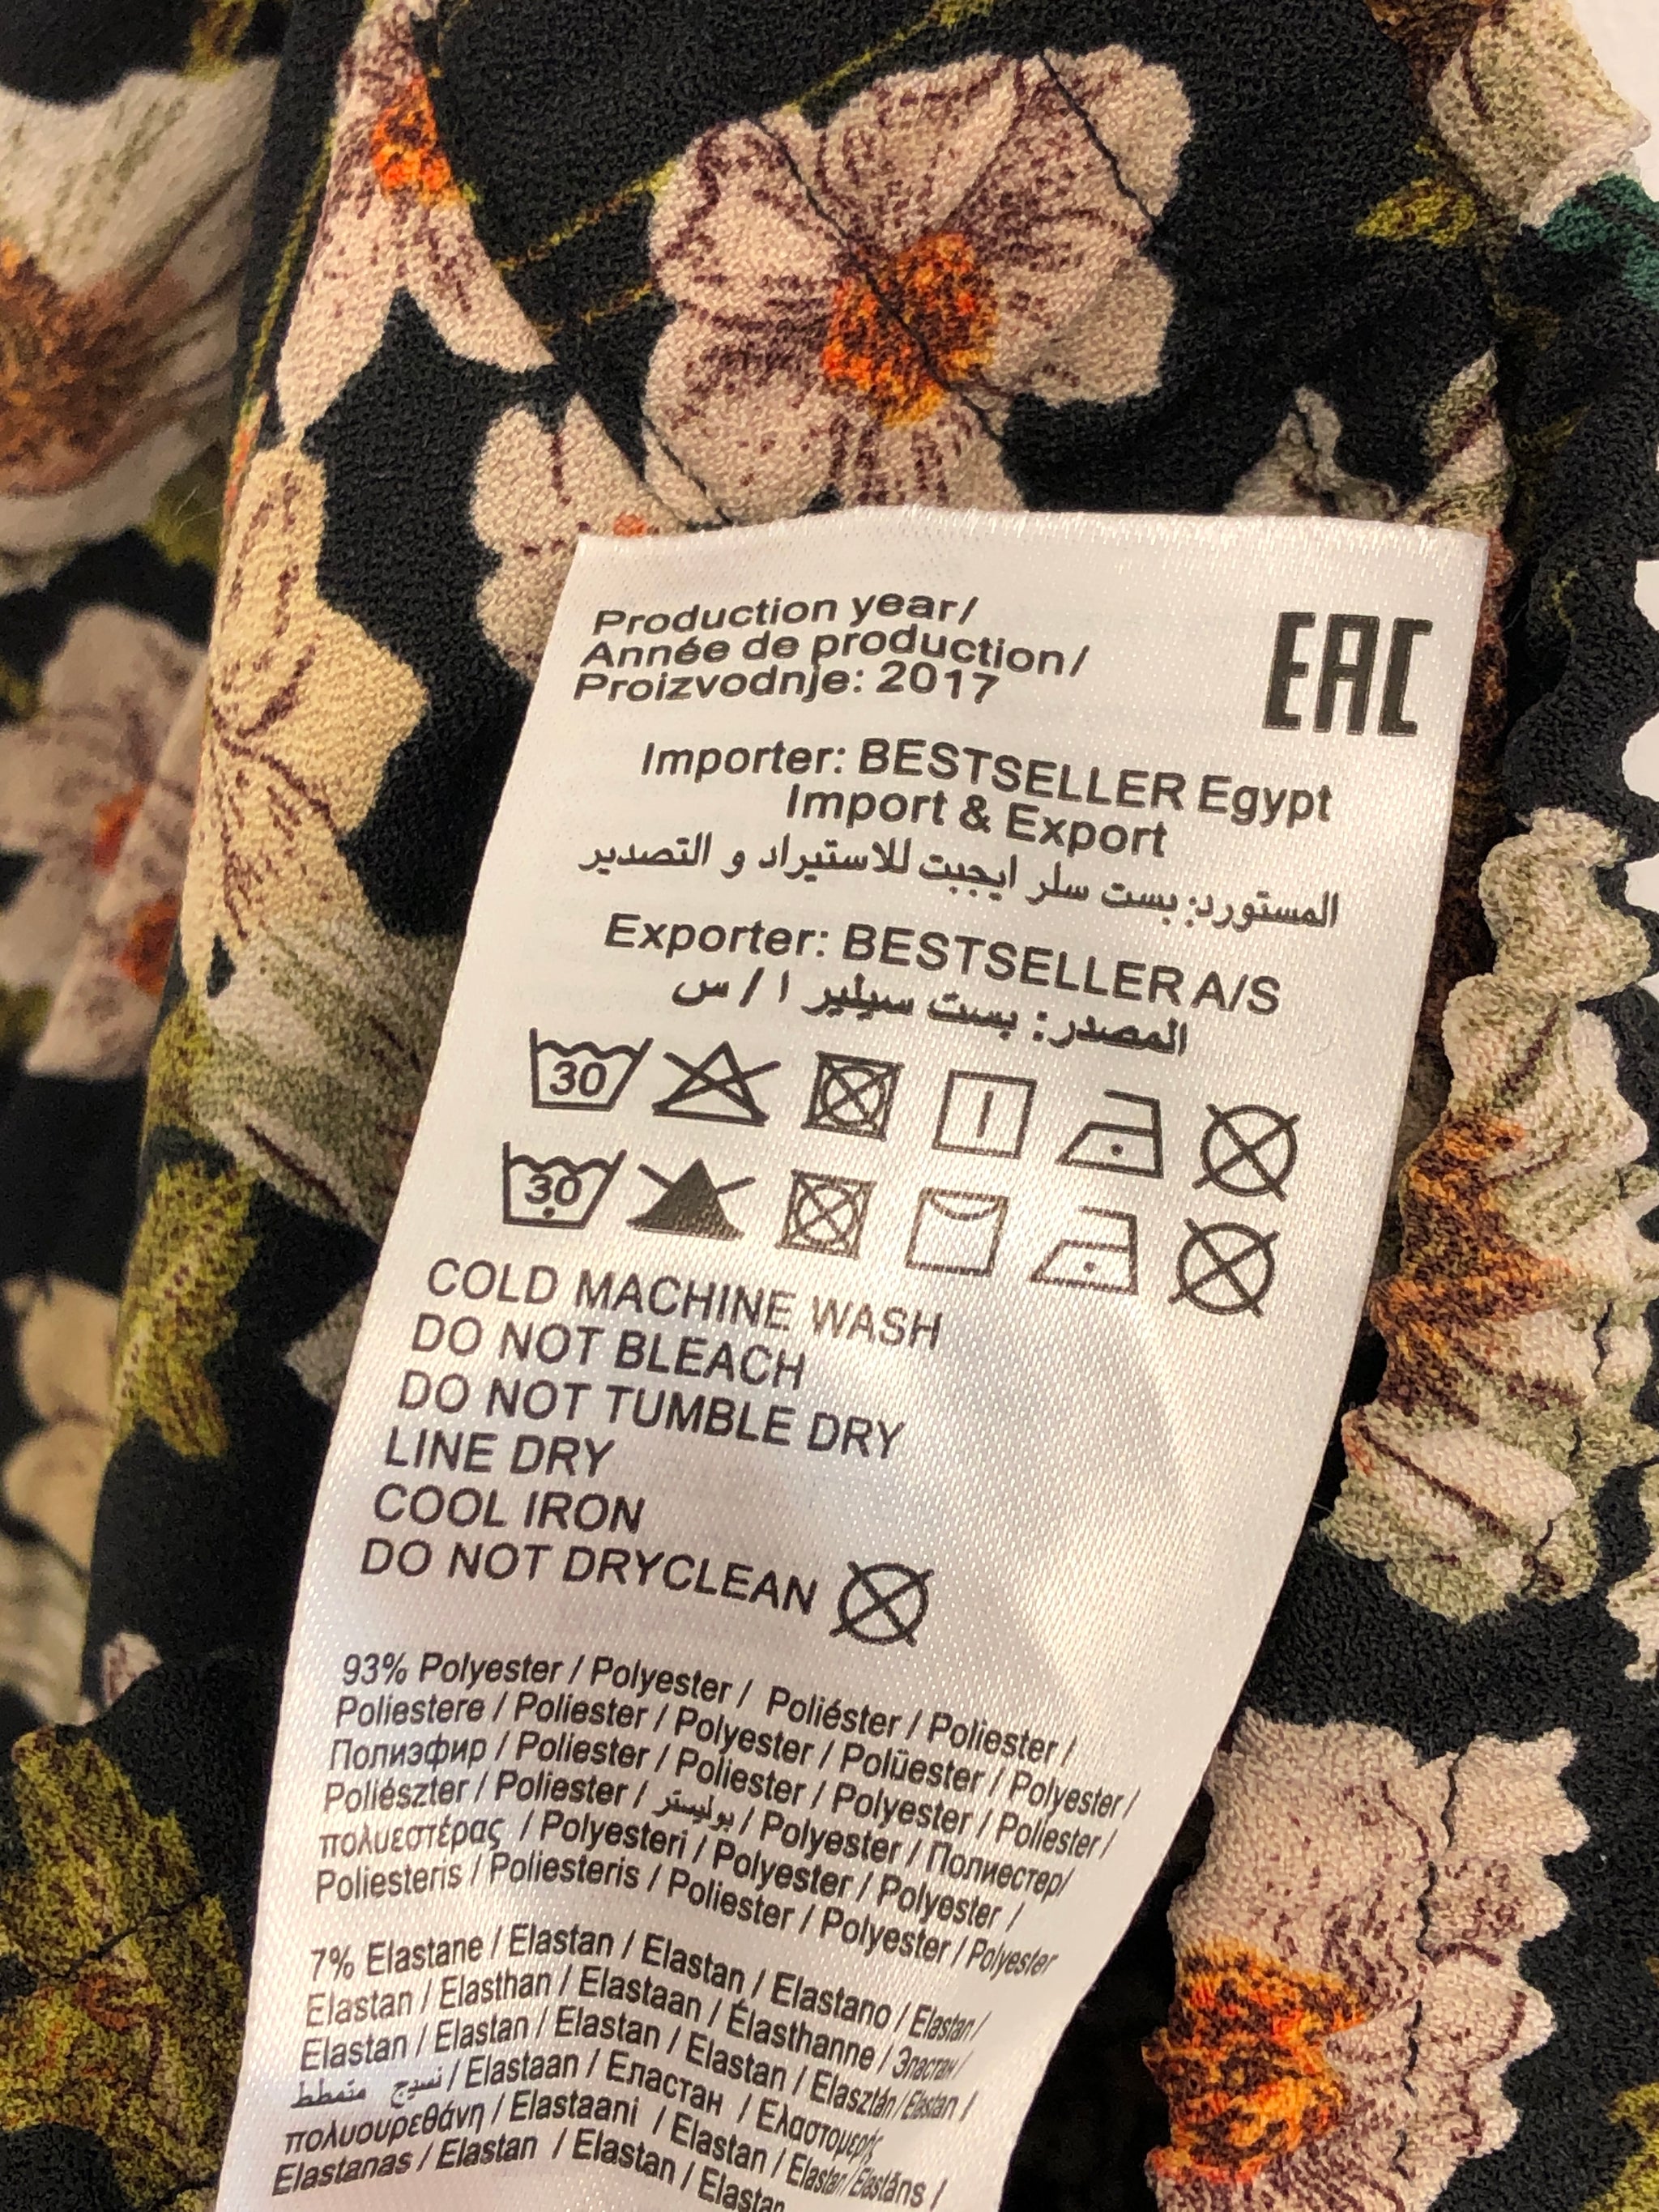 Production year/
Année de production/
Proizvodnje: 2017
EAC
Importer: BESTSELLER Egypt
Import & Export
المستورد: بست سلر ايجبت للاستيراد و التصدير
Exporter: BESTSELLER A/S
المصدر: بست سيلير ا / س
30
30
COLD MACHINE WASH
DO NOT BLEACH
DO NOT TUMBLE DRY
LINE DRY
COOL IRON
DO NOT DRYCLEAN
93% Polyester / Polyester / Poliéster / Poliester /
Poliestere / Poliester / Polyester / Polüester / Polyester /
Полиэфир / Poliester / Poliester / Polyester / Poliester /
Poliészter / Poliester / بوليستر / Polyester / Полиестер/
πολυεστέρας / Polyesteri / Polyester / Polyester /
Poliesteris / Poliesteris / Poliester / Polyester / Polyester
7% Elastane / Elastan / Elastan / Elastano / Elastan /
Elastan / Elasthan / Elastaan / Élasthanne / Эластан /
Elastan / Elastan / Elastan / Elastan / Elasztán / Elastan /
نسيج متمطط / Elastaan / Еластан / Ελαστομερής
πολυουρεθάνη / Elastaani / Elastan / Elastan / Elastāns /
Elastanas / Elastan / Elastan / Elastan